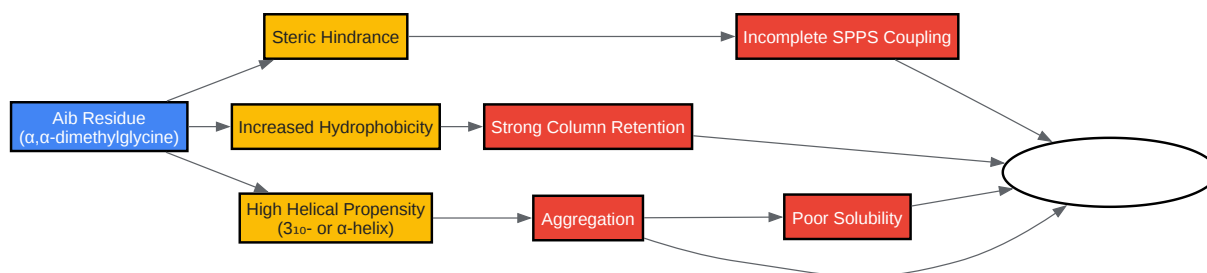 Steric Hindrance
Incomplete SPPS Coupling
Aib Residue
(α,α-dimethylglycine)
Increased Hydrophobicity
Strong Column Retention
High Helical Propensity
(3₁₀- or α-helix)
Aggregation
Poor Solubility